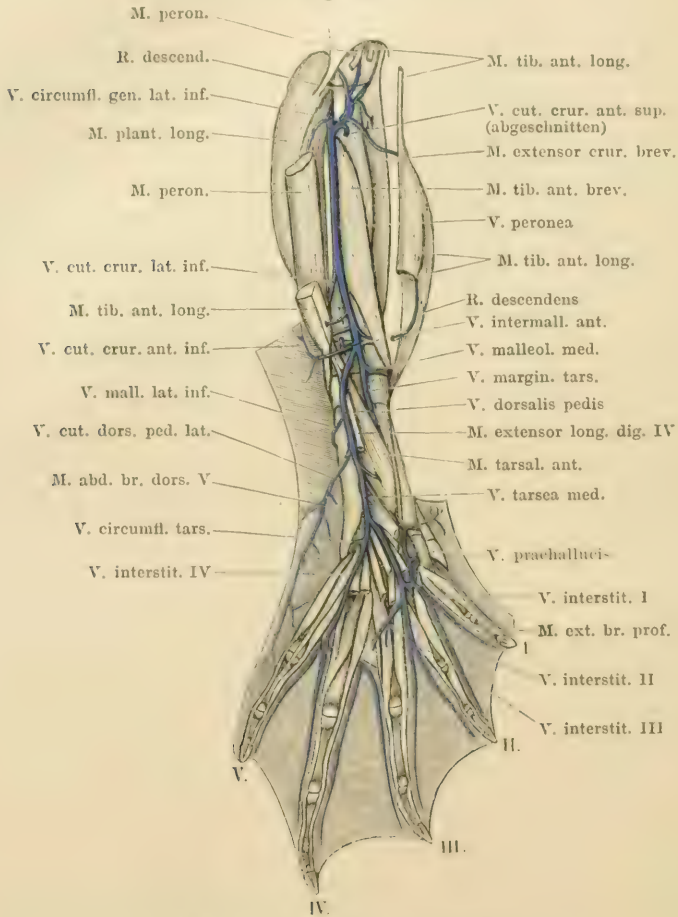 M. peron.
R. descend.
V. circumfl. gen. lat. inf.
M. plant. long.
M. peron.
V. cut. crur. lat. inf.
M. tib. ant. long.
V. cut. crur. ant. inf.
V. mall. lat. inf.
V. cut. dors. ped. lat.
M. abd. br. dors. V
V. circumfl. tars.
V. interstit. IV
M. tib. ant. long.
V. cut. crur. ant. sup.
(abgeschnitten)
M. extensor crur. brev.
M. tib. ant. brev.
V. peronea
M. tib. ant. long.
R. descendens
V. intermall. ant.
V. malleol. med.
V. margin. tars.
V. dorsalis pedis
M. extensor long. dig. IV
M. tarsal. ant.
V. tarsea med.
V. praehalluci-
V. interstit. I
M. ext. br. prof.
I
V. interstit. II
V. interstit. III
II.
V.
III.
IV.